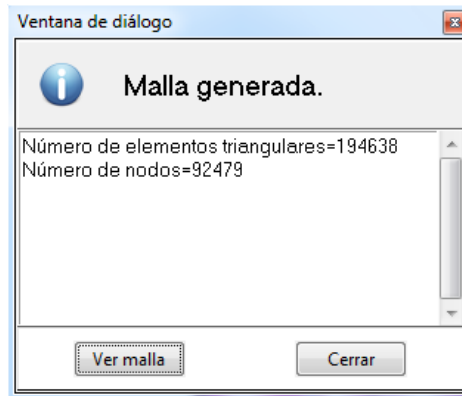 Ventana de diálogo
Malla generada.
Número de elementos triangulares=194638
Número de nodos=92479
Ver malla
Cerrar